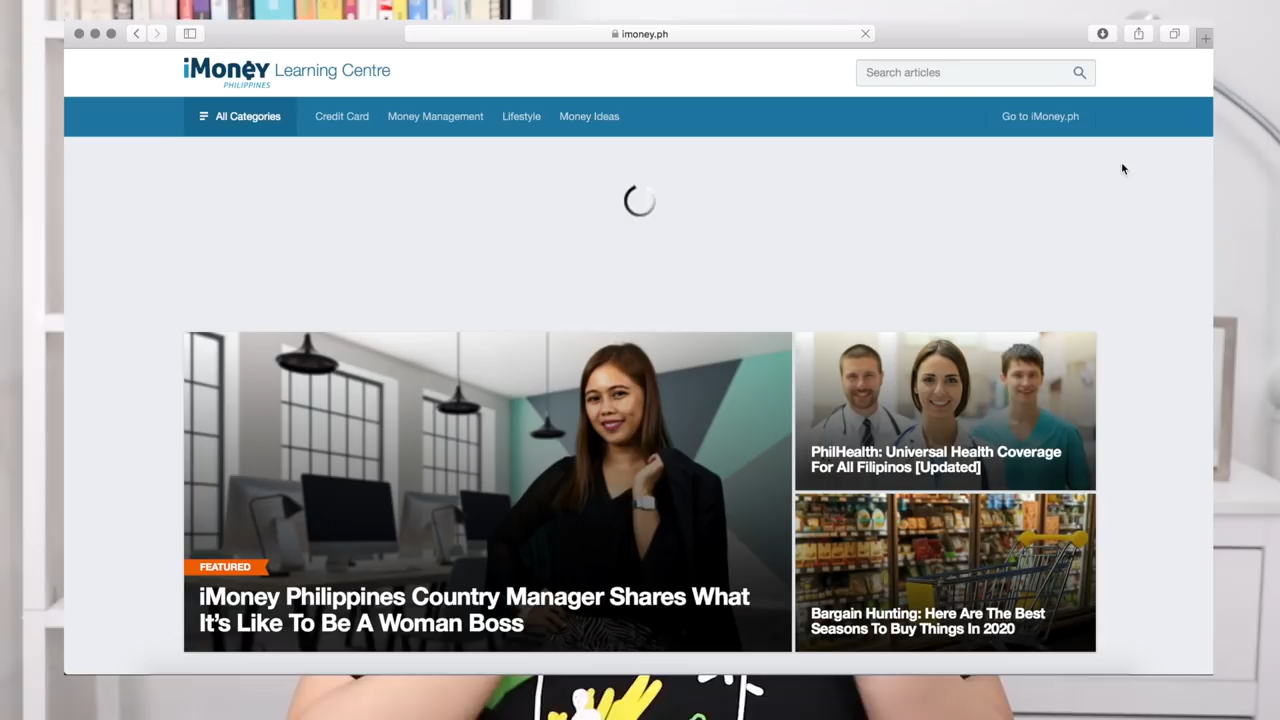 imoney.ph
iMoney Learning Centre
PHILIPPINES
Search articles
All Categories
Credit Card
Money Management
Lifestyle
Money Ideas
Go to iMoney.ph
PhilHealth: Universal Health Coverage
For All Filipinos [Updated]
FEATURED
iMoney Philippines Country Manager Shares What
It's Like To Be A Woman Boss
Bargain Hunting: Here Are The Best
Seasons To Buy Things In 2020